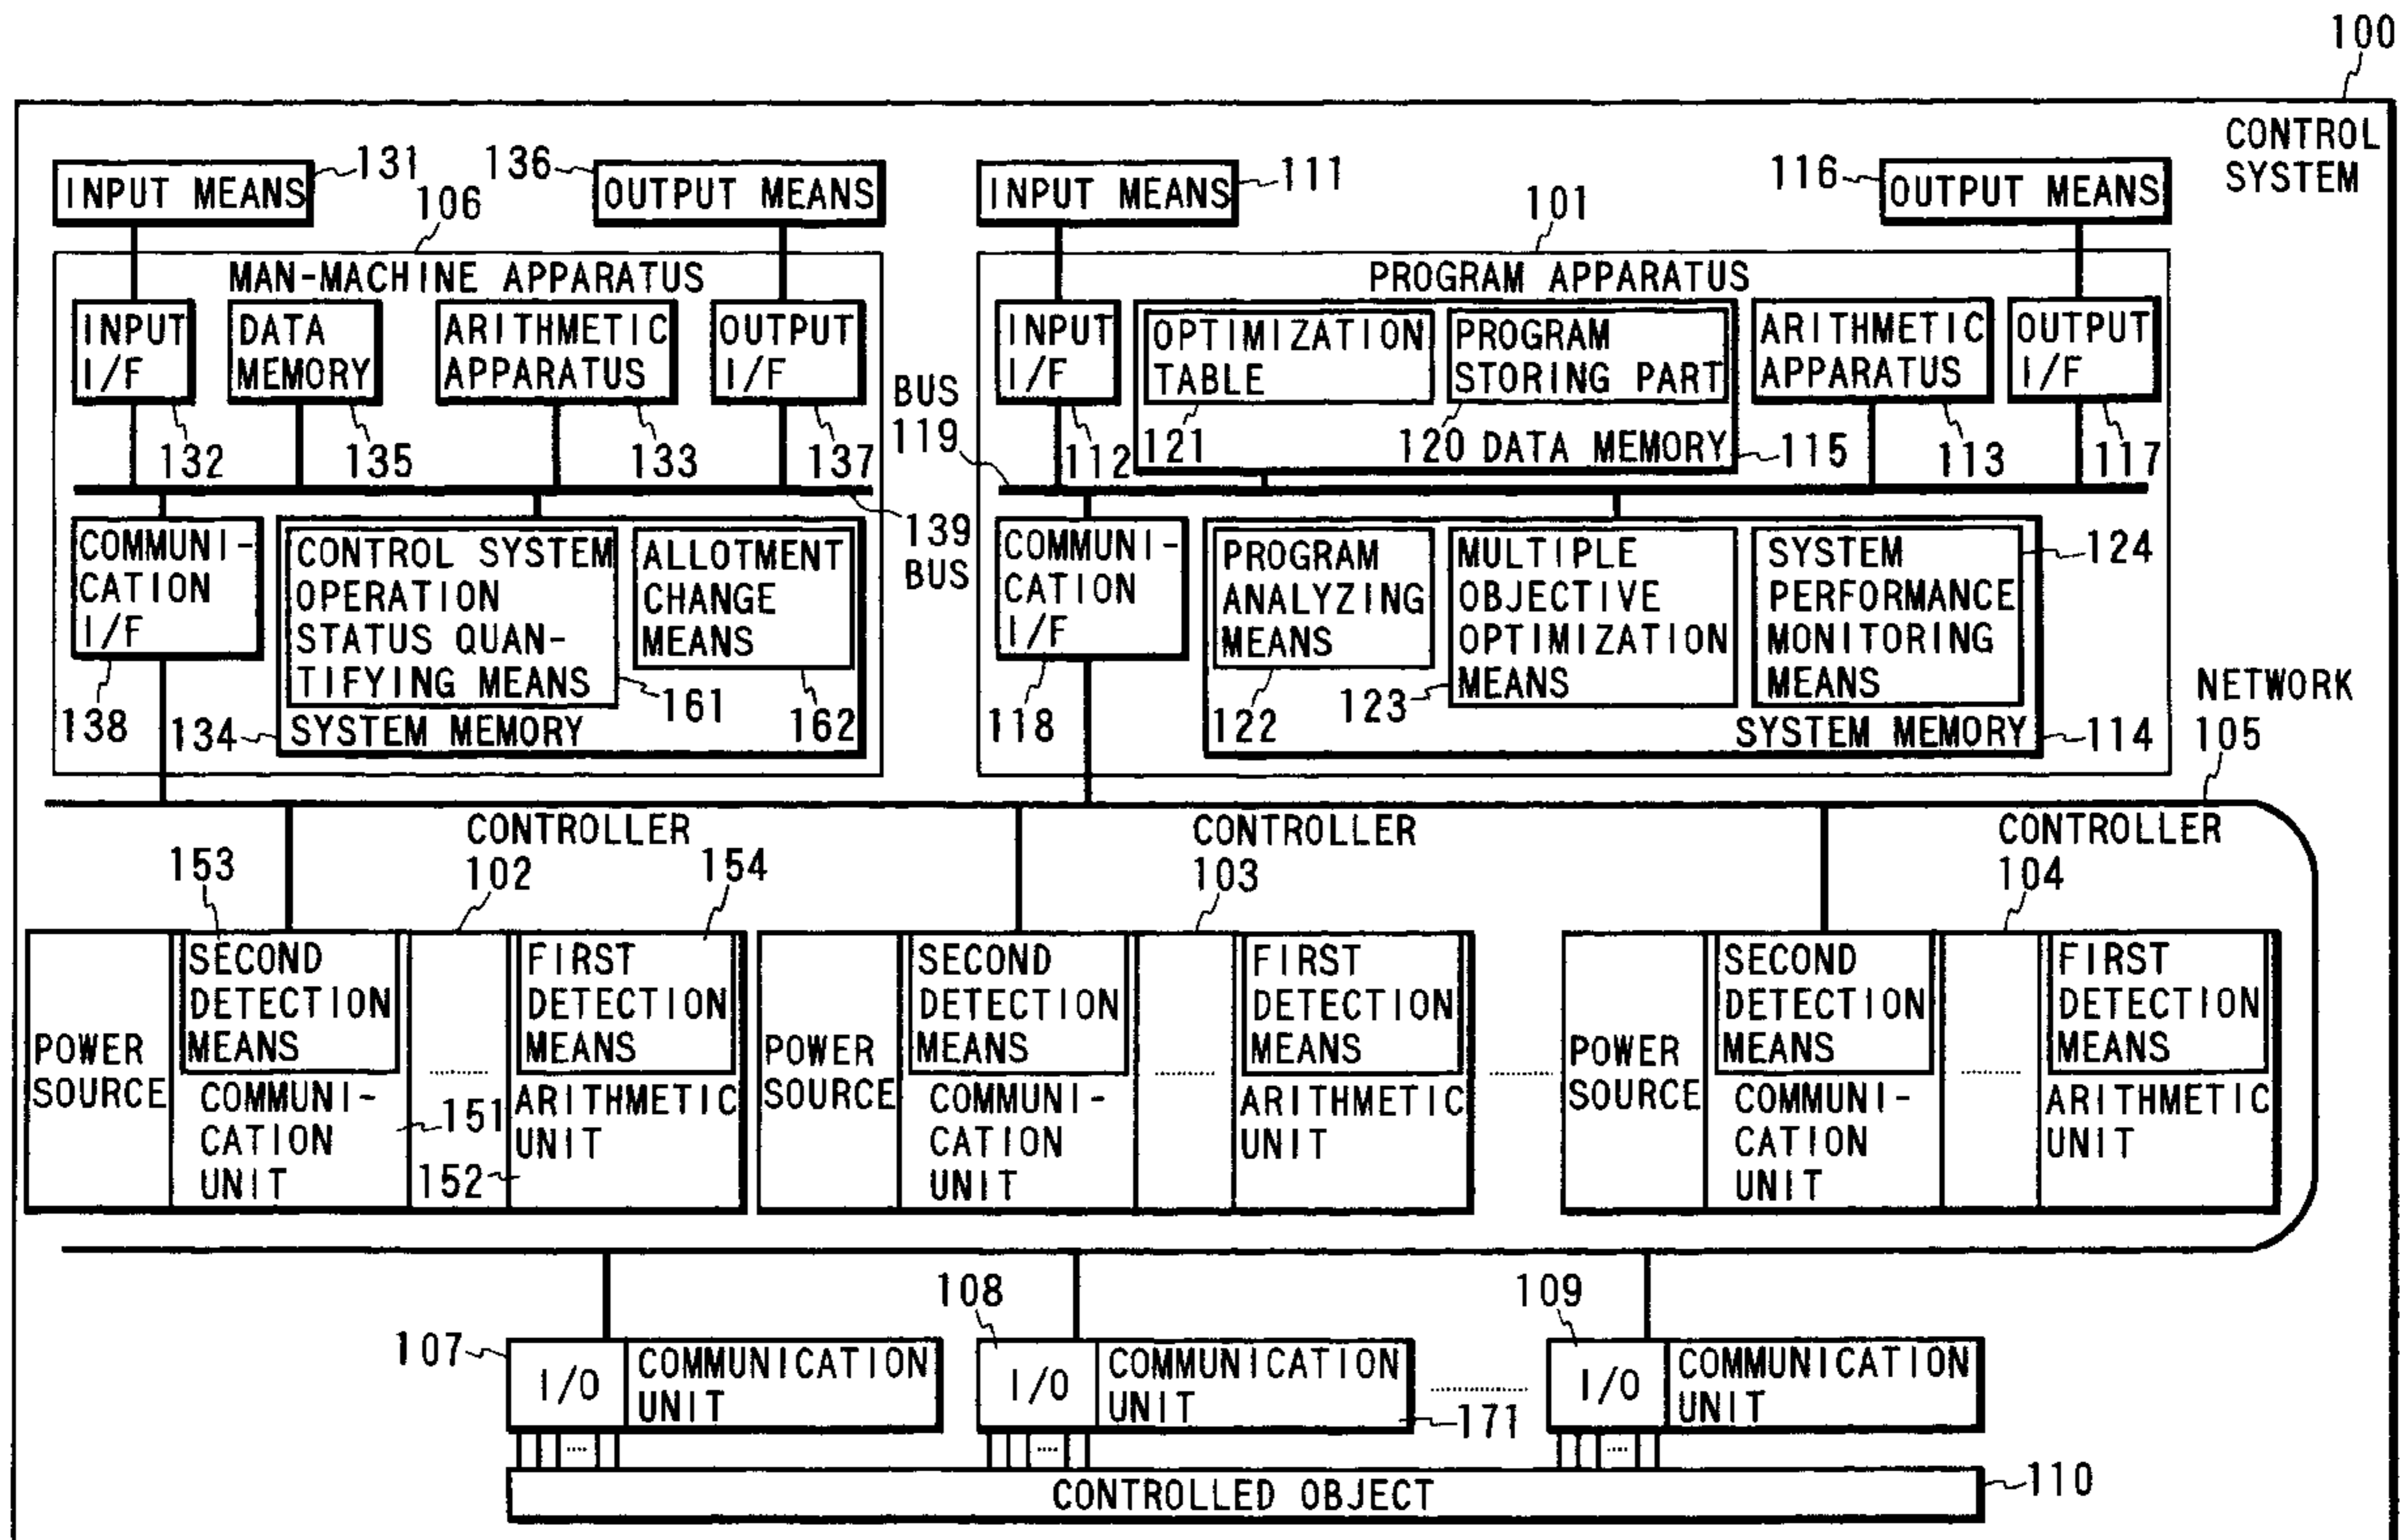 100
CONTROL
SYSTEM
131
136
111
116
INPUT MEANS
OUTPUT MEANS
INPUT MEANS
OUTPUT MEANS
106
101
MAN-MACHINE APPARATUS
INPUT
I/F
DATA
MEMORY
ARITHMETIC
APPARATUS
OUTPUT
I/F
132
135
133
137
139
BUS
COMMUNI-
CATION
I/F
138
CONTROL SYSTEM
OPERATION
STATUS QUAN-
TIFYING MEANS
161
ALLOTMENT
CHANGE
MEANS
162
134
SYSTEM MEMORY
PROGRAM APPARATUS
BUS
119
INPUT
I/F
112
OPTIMIZATION
TABLE
121
PROGRAM
STORING PART
120
DATA MEMORY
115
ARITHMETIC
APPARATUS
113
OUTPUT
I/F
117
COMMUNI-
CATION
I/F
118
PROGRAM
ANALYZING
MEANS
122
MULTIPLE
OBJECTIVE
OPTIMIZATION
MEANS
123
SYSTEM
PERFORMANCE
MONITORING
MEANS
124
SYSTEM MEMORY
114
NETWORK
105
CONTROLLER
102
153
154
POWER
SOURCE
SECOND
DETECTION
MEANS
COMMUNI-
CATION
UNIT
151
152
FIRST
DETECTION
MEANS
ARITHMETIC
UNIT
CONTROLLER
103
POWER
SOURCE
SECOND
DETECTION
MEANS
COMMUNI-
CATION
UNIT
FIRST
DETECTION
MEANS
ARITHMETIC
UNIT
CONTROLLER
104
POWER
SOURCE
SECOND
DETECTION
MEANS
COMMUNI-
CATION
UNIT
FIRST
DETECTION
MEANS
ARITHMETIC
UNIT
107
I/O
COMMUNICATION
UNIT
108
I/O
COMMUNICATION
UNIT
171
109
I/O
COMMUNICATION
UNIT
CONTROLLED OBJECT
110